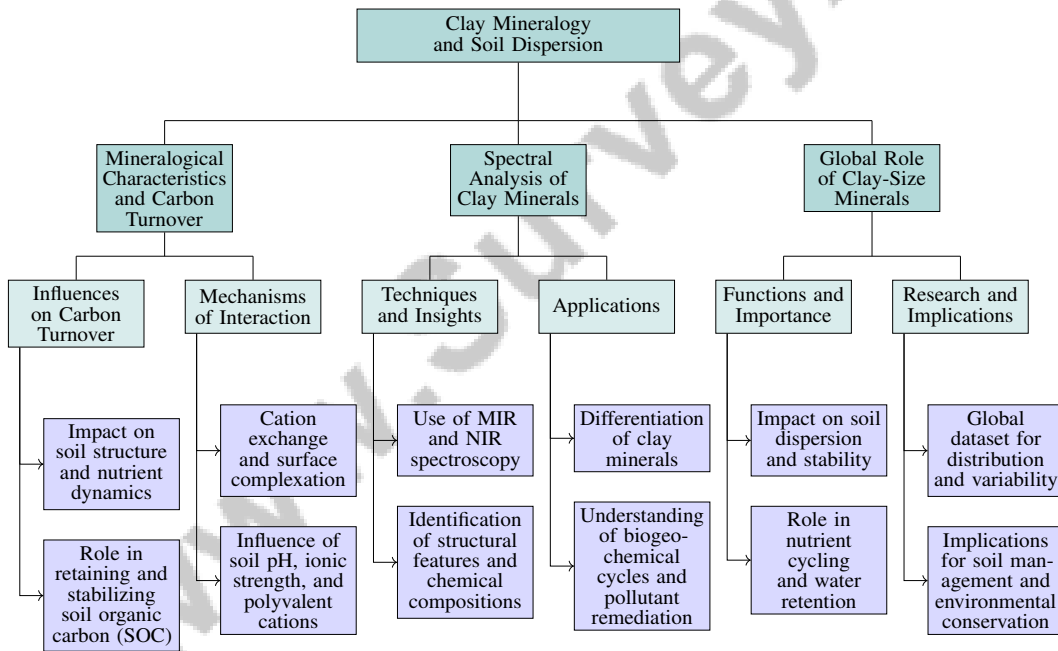 Clay Mineralogy
and Soil Dispersion
Mineralogical
Characteristics
and Carbon
Turnover
Spectral
Analysis of
Clay Minerals
Global Role
of Clay-Size
Minerals
Influences
on Carbon
Turnover
Mechanisms
of Interaction
Techniques
and Insights
Applications
Functions and
Importance
Research and
Implications
Impact on
soil structure
and nutrient
dynamics
Cation
exchange
and surface
complexation
Use of MIR
and NIR
spectroscopy
Differentiation
of clay
minerals
Impact on soil
dispersion
and stability
Global
dataset for
distribution
and variability
Role in
retaining and
stabilizing
soil organic
carbon (SOC)
Influence of
soil pH, ionic
strength, and
polyvalent
cations
Identification
of structural
features and
chemical
compositions
Understanding
of biogeo-
chemical
cycles and
pollutant
remediation
Role in
nutrient
cycling
and water
retention
Implications
for soil man-
agement and
environmental
conservation
www.Survey